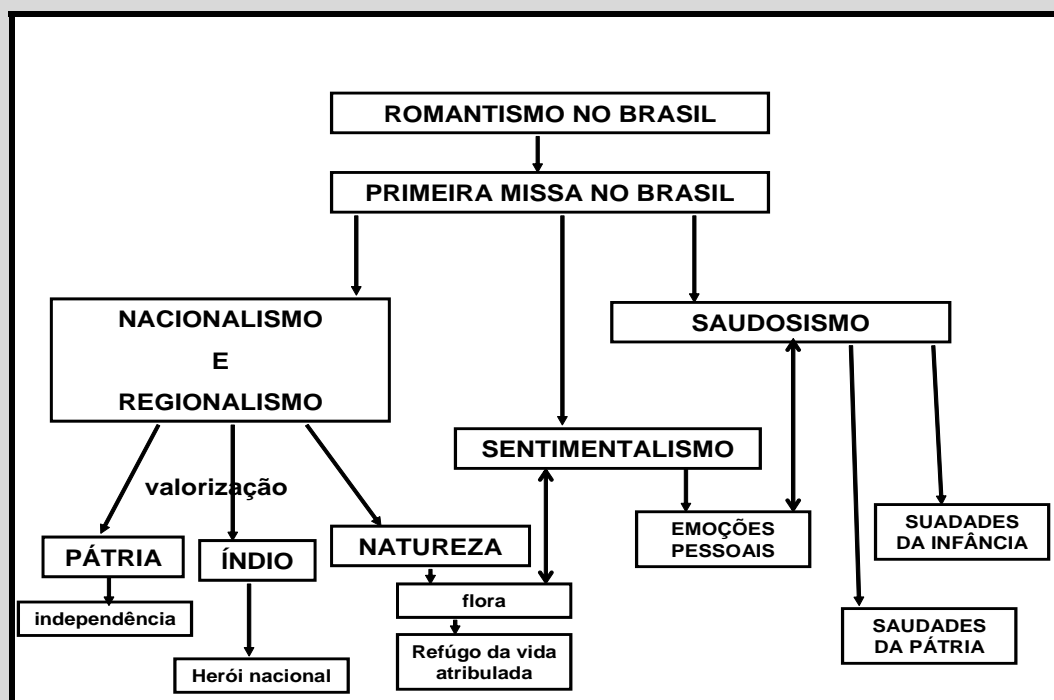 ROMANTISMO NO BRASIL
PRIMEIRA MISSA NO BRASIL
NACIONALISMO
E
REGIONALISMO
SAUDOSISMO
SENTIMENTALISMO
valorização
PÁTRIA
ÍNDIO
NATUREZA
EMOÇÕES
PESSOAIS
SUADADES
DA INFÂNCIA
independência
flora
Herói nacional
Refúgo da vida
atribulada
SAUDADES
DA PÁTRIA